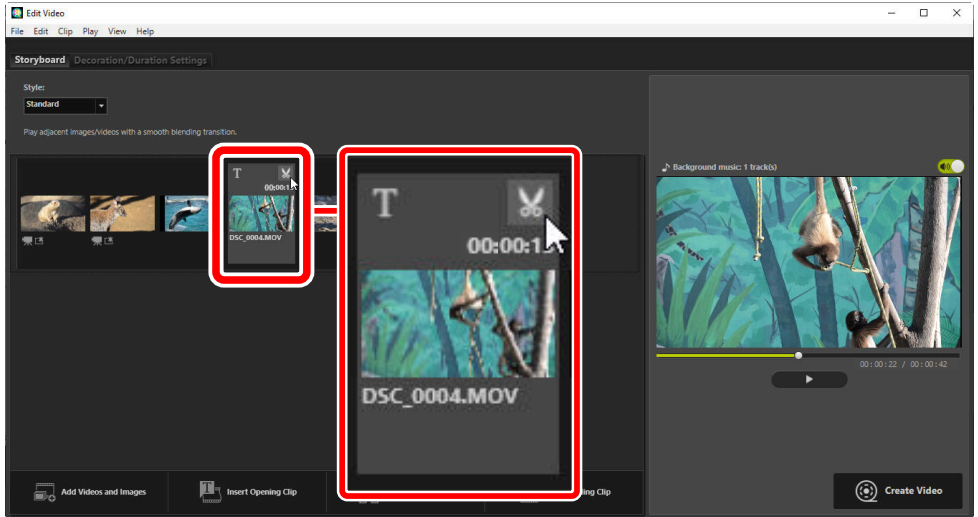 Edit Video
File Edit Clip Play View Help
Storyboard Decoration/Duration Settings
Style:
Standard
Play adjacent images/videos with a smooth blending transition.
Background music: 1 track(s)
T
00:00:1
DSC_0004.MOV
T
00:00:1
DSC_0004.MOV
00:00:22 / 00:00:42
Add Videos and Images
Insert Opening Clip
Clip
Create Video